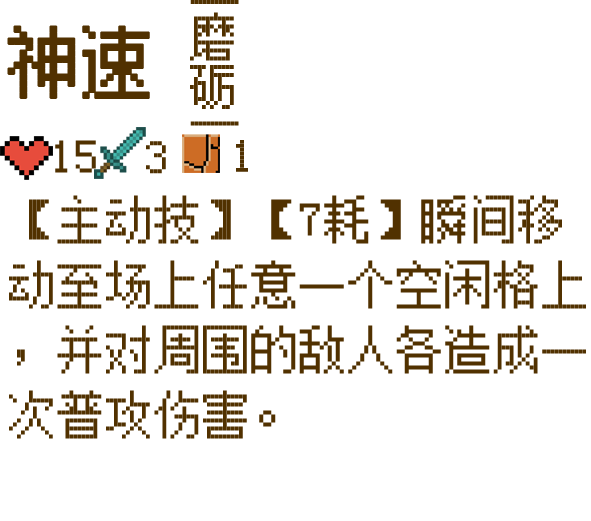 神速
磨砺
15 3 1
【主动技】【7耗】瞬间移
动至场上任意一个空闲格上
，并对周围的敌人各造成一
次普攻伤害。